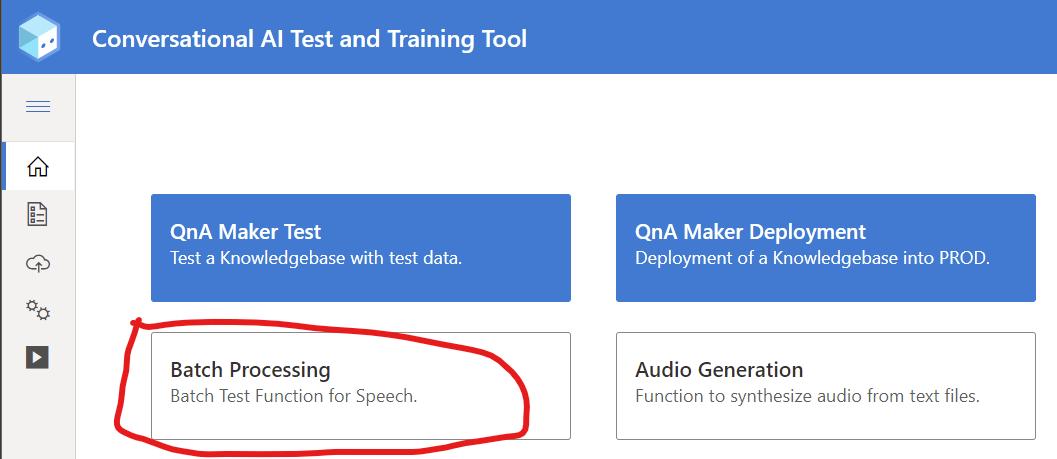 Conversational AI Test and Training Tool
QnA Maker Test
Test a Knowledgebase with test data.
QnA Maker Deployment
Deployment of a Knowledgebase into PROD.
Batch Processing
Batch Test Function for Speech.
Audio Generation
Function to synthesize audio from text files.